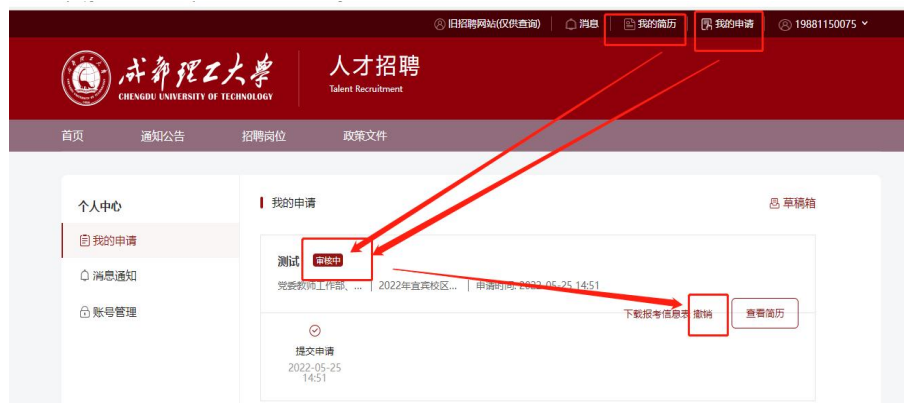 旧招聘网站(仅供查询) 消息 我的简历 我的申请 19881150075
成都理工大学 人才招聘
CHENGDU UNIVERSITY OF TECHNOLOGY Talent Recruitment
首页 通知公告 招聘岗位 政策文件
个人中心
我的申请
消息通知
账号管理
我的申请 草稿箱
测试 审核中
党委教师工作部、... 2022年宜宾校区... 申请时间: 2022-05-25 14:51
下载报考信息表 撤销 查看简历
提交申请
2022-05-25
14:51